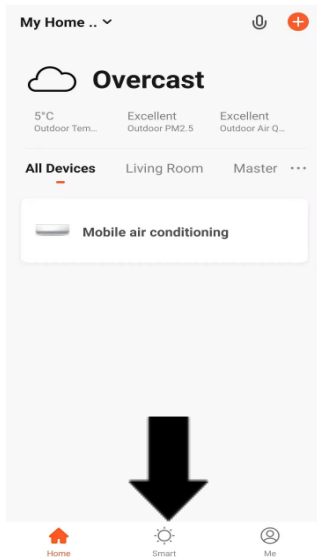 My Home ..
Overcast
5°C Excellent Excellent
Outdoor Tem... Outdoor PM2.5 Outdoor Air Q...
All Devices Living Room Master ...
Mobile air conditioning
Home Smart Me